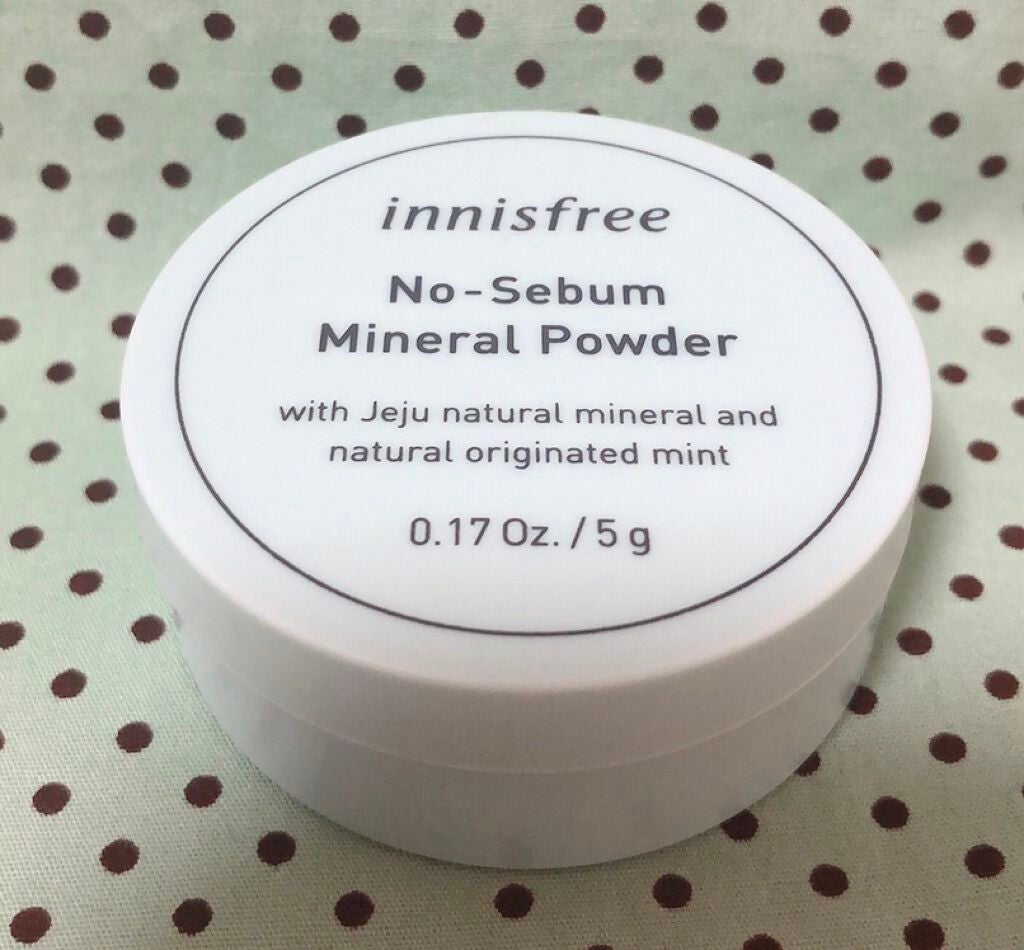 innisfree
No-Sebum
Mineral Powder
with Jeju natural mineral and
natural originated mint
0.17 Oz. / 5 g